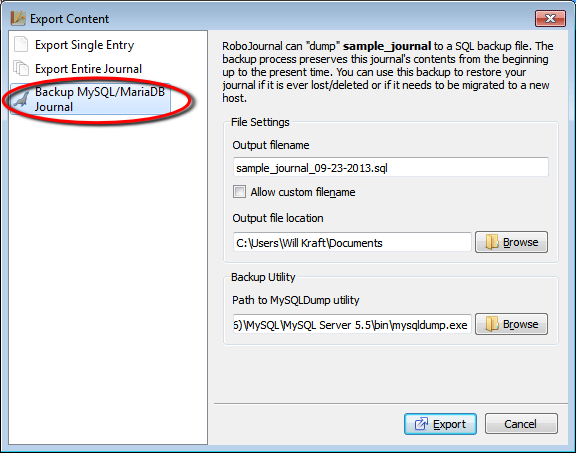 Export Content
Export Single Entry
Export Entire Journal
Backup MySQL/MariaDB
Journal
RoboJournal can "dump" sample_journal to a SQL backup file. The
backup process preserves this journal's contents from the beginning
up to the present time. You can use this backup to restore your
journal if it is ever lost/deleted or if it needs to be migrated to a new
host.
File Settings
Output filename
sample_journal_09-23-2013.sql
Allow custom filename
Output file location
C:\Users\Will Kraft\Documents
Browse
Backup Utility
Path to MySQLDump utility
6)\MySQL\MySQL Server 5.5\bin\mysqldump.exe
Browse
Export
Cancel